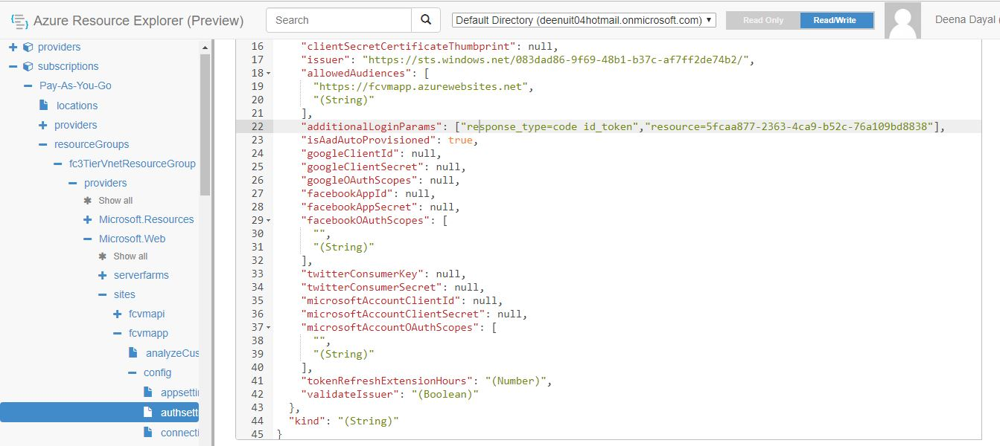 Azure Resource Explorer (Preview)
Search
Default Directory (deenuit04hotmail.onmicrosoft.com)
Read Only
Read/Write
Deena Dayal (
providers
subscriptions
Pay-As-You-Go
locations
providers
resourceGroups
fc3TierVnetResourceGroup
providers
Show all
Microsoft.Resources
Microsoft.Web
Show all
serverfarms
sites
fcvmapi
fcvmapp
analyzeCus
config
appsettin
authsett
connecti
16 "clientSecretCertificateThumbprint": null,
17 "issuer": "https://sts.windows.net/083dad86-9f69-48b1-b37c-af7ff2de74b2/",
18 "allowedAudiences": [
19 "https://fcvmapp.azurewebsites.net",
20 "(String)"
21 ],
22 "additionalLoginParams": ["response_type=code id_token","resource=5fcaa877-2363-4ca9-b52c-76a109bd8838"],
23 "isAadAutoProvisioned": true,
24 "googleClientId": null,
25 "googleClientSecret": null,
26 "googleOAuthScopes": null,
27 "facebookAppId": null,
28 "facebookAppSecret": null,
29 "facebookOAuthScopes": [
30 "",
31 "(String)"
32 ],
33 "twitterConsumerKey": null,
34 "twitterConsumerSecret": null,
35 "microsoftAccountClientId": null,
36 "microsoftAccountClientSecret": null,
37 "microsoftAccountOAuthScopes": [
38 "",
39 "(String)"
40 ],
41 "tokenRefreshExtensionHours": "(Number)",
42 "validateIssuer": "(Boolean)"
43 },
44 "kind": "(String)"
45 }